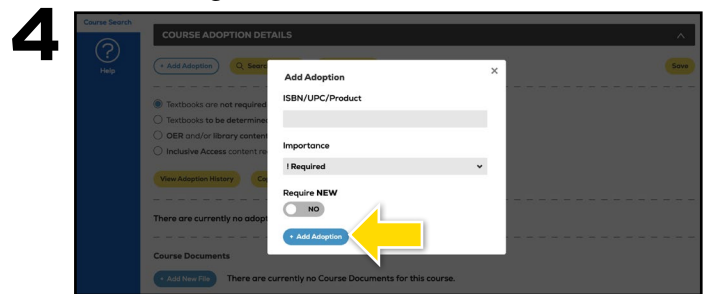 4
Course Search
Help
COURSE ADOPTION DETAILS
+ Add Adoption
Save
Textbooks are not required
Textbooks to be determined
OER and/or library content
Inclusive Access content re
View Adoption History
There are currently no adopt
Course Documents
+ Add New File
There are currently no Course Documents for this course.
Add Adoption
×
ISBN/UPC/Product
Importance
! Required
Require NEW
NO
+ Add Adoption